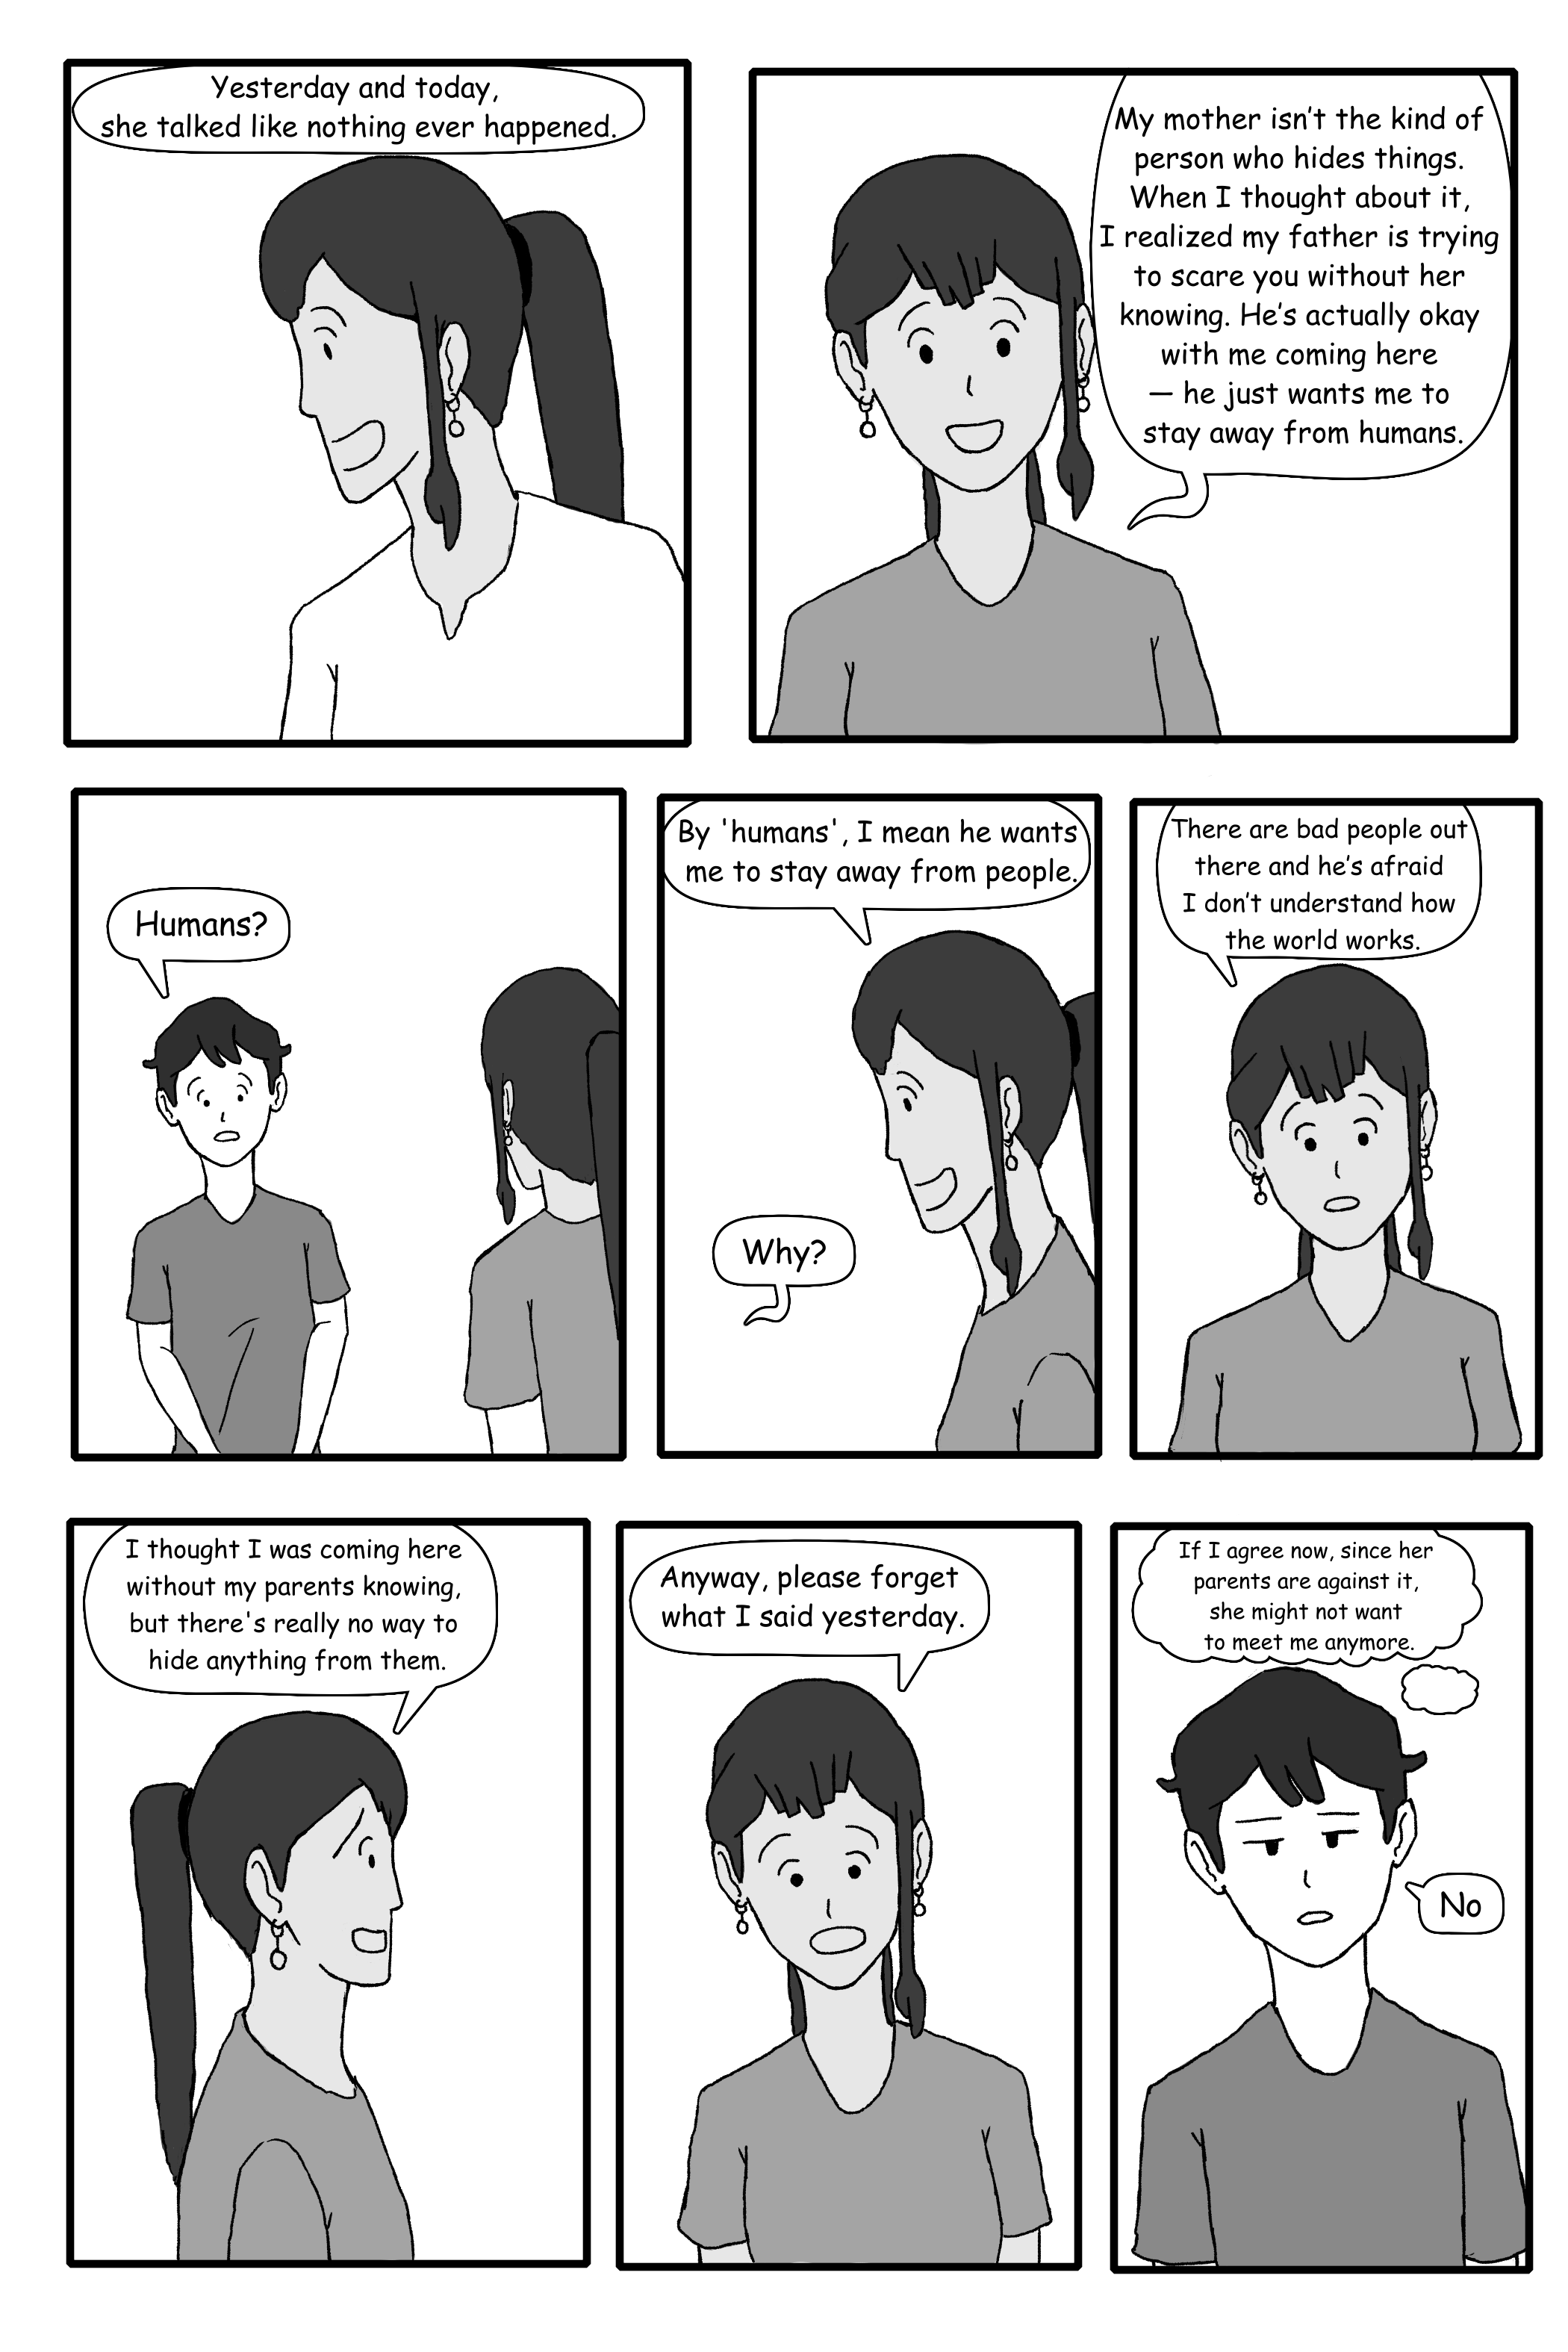 Yesterday and today,
she talked like nothing ever happened.
My mother isn't the kind of
person who hides things.
When I thought about it,
I realized my father is trying
to scare you without her
knowing. He's actually okay
with me coming here
— he just wants me to
stay away from humans.
Humans?
By 'humans', I mean he wants
me to stay away from people.
Why?
There are bad people out
there and he's afraid
I don't understand how
the world works.
I thought I was coming here
without my parents knowing,
but there's really no way to
hide anything from them.
Anyway, please forget
what I said yesterday.
If I agree now, since her
parents are against it,
she might not want
to meet me anymore.
No